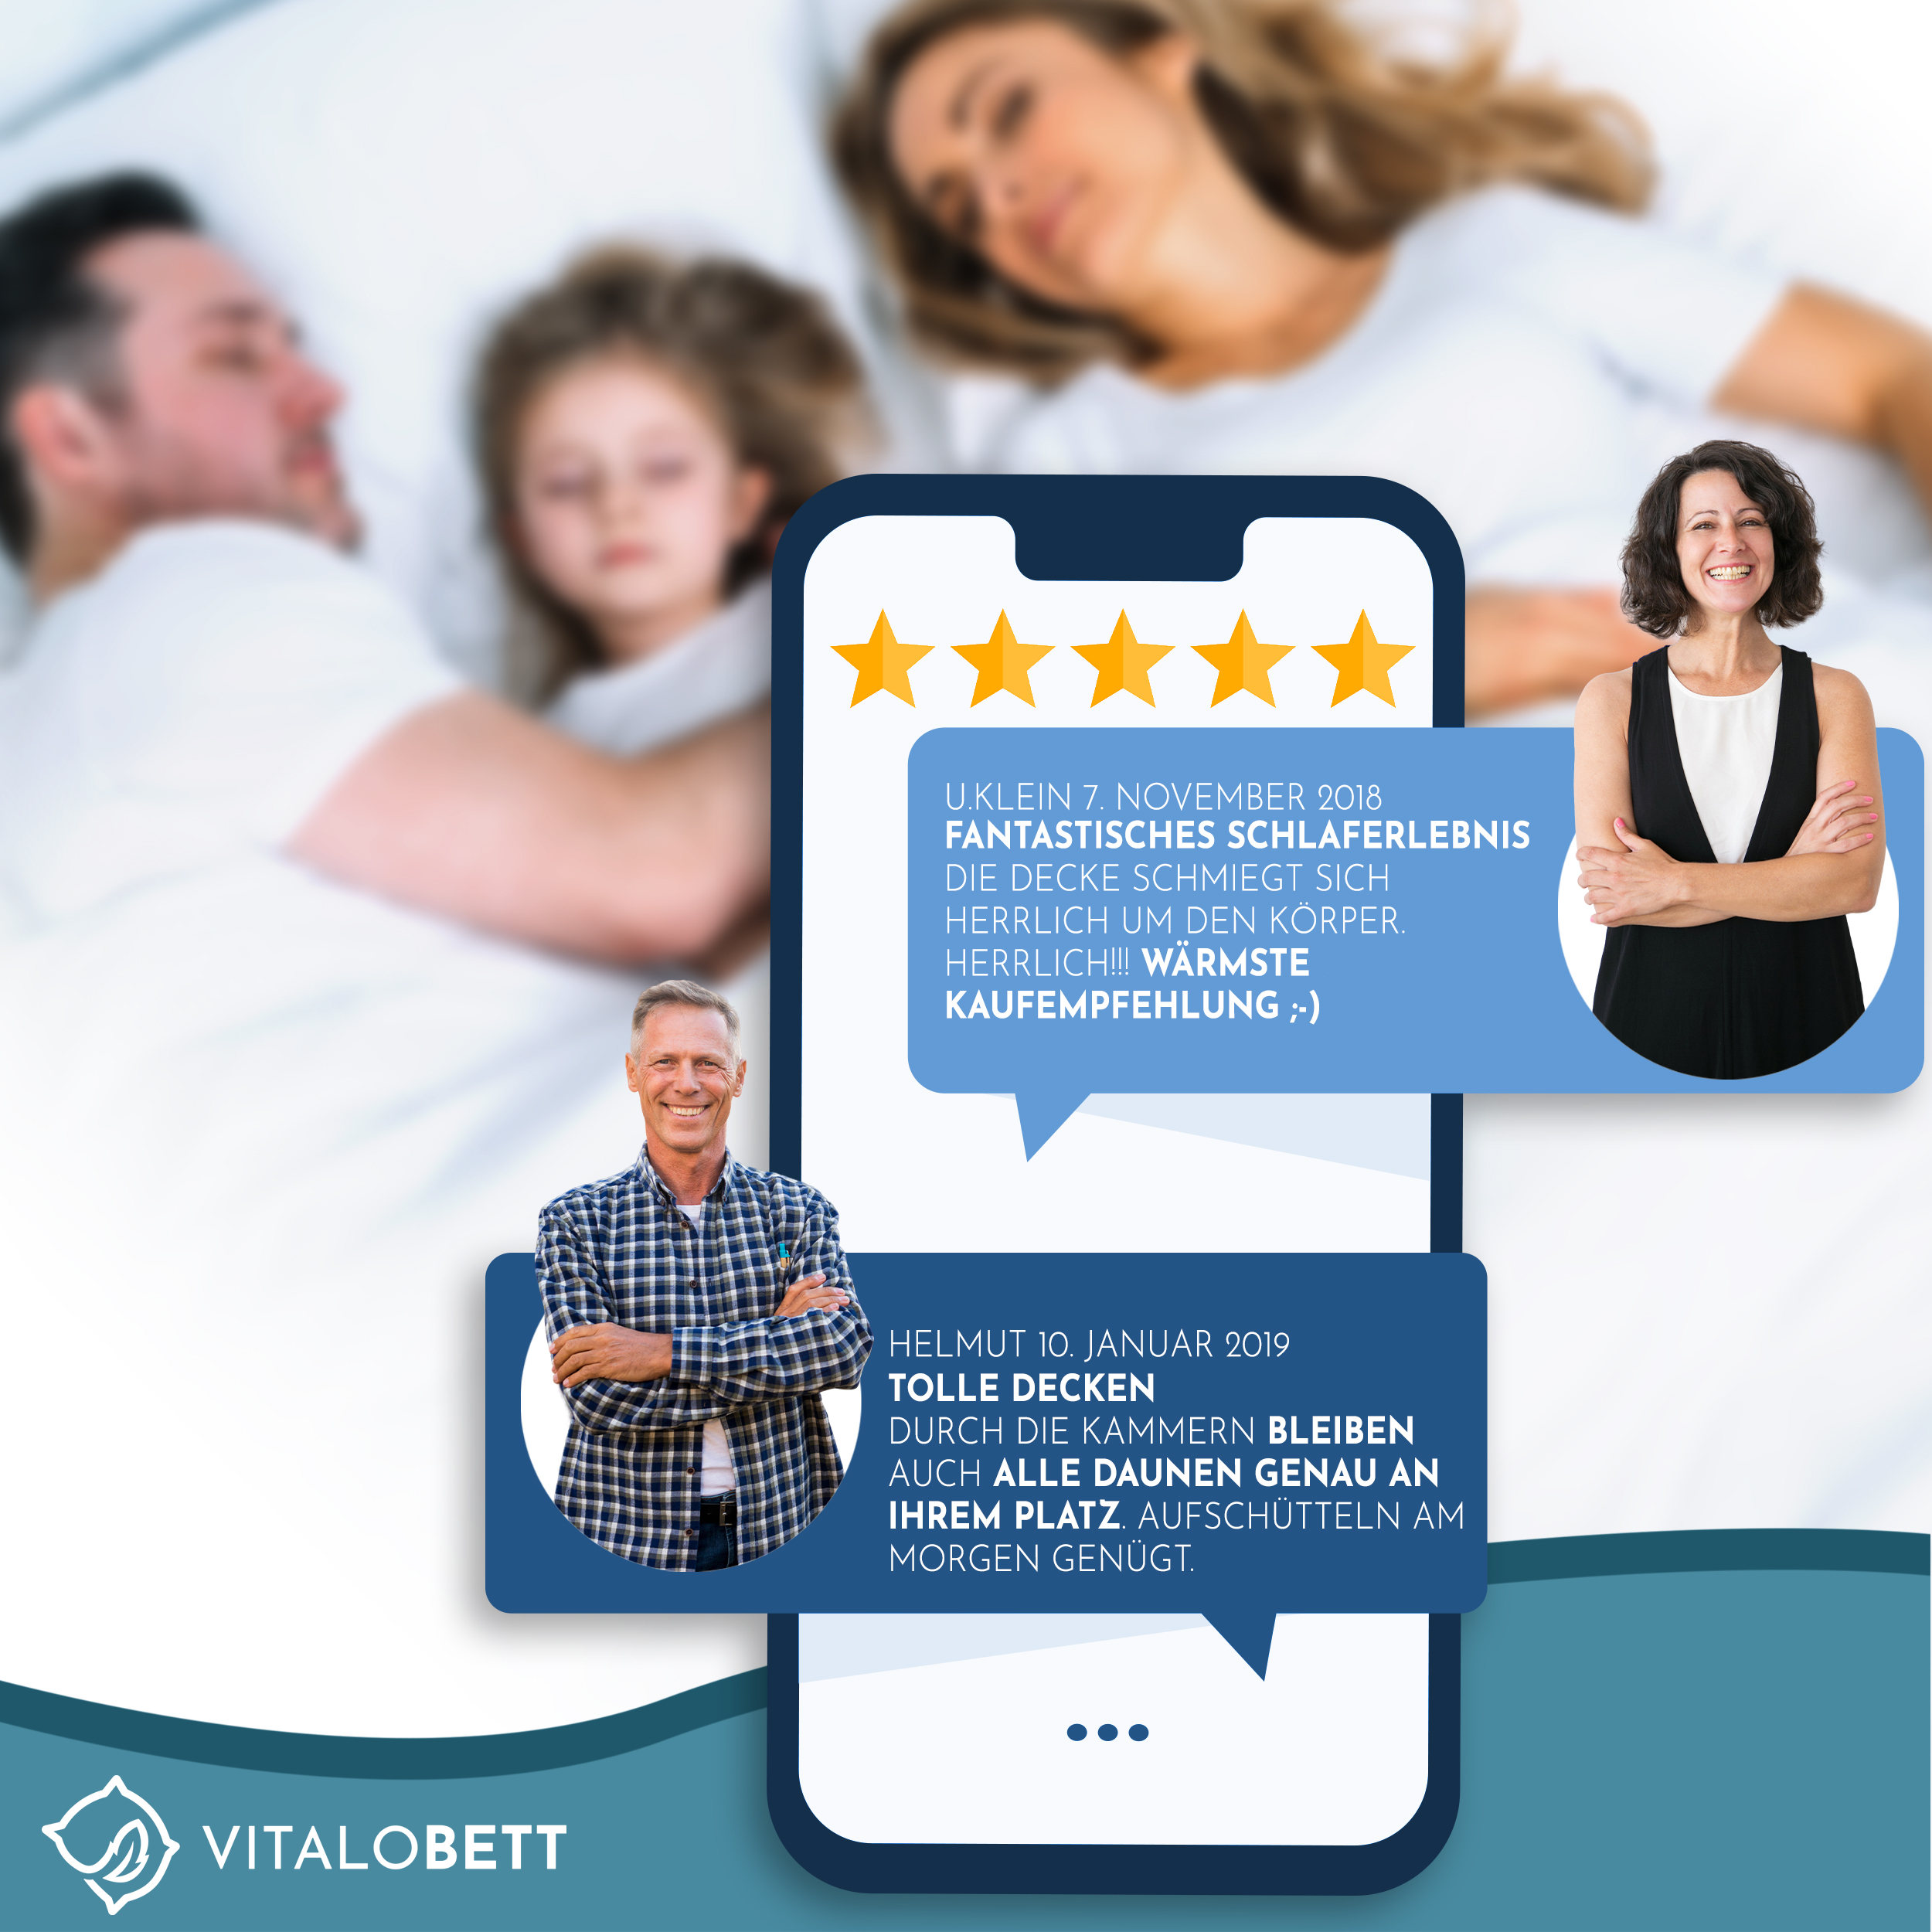 U.KLEIN 7. NOVEMBER 2018
FANTASTISCHES SCHLAFERLEBNIS
DIE DECKE SCHMIEGT SICH
HERRLICH UM DEN KÖRPER.
HERRLICH!!! WÄRMSTE
KAUFEMPFEHLUNG ;-)
HELMUT 10. JANUAR 2019
TOLLE DECKEN
DURCH DIE KAMMERN BLEIBEN
AUCH ALLE DAUNEN GENAU AN
IHREM PLATZ. AUFSCHÜTTELN AM
MORGEN GENÜGT.
VITALOBETT